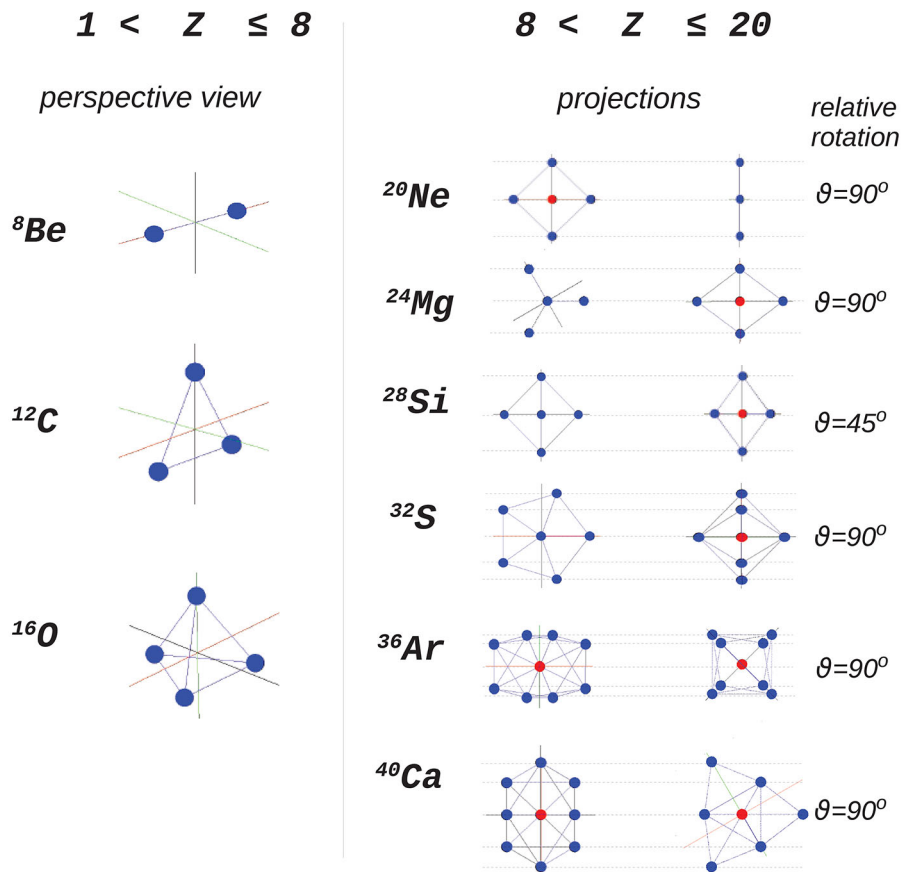 1 < Z ≤ 8
perspective view
⁸Be
¹²C
¹⁶O
8 < Z ≤ 20
projections
relative
rotation
²⁰Ne
ϑ=90°
²⁴Mg
ϑ=90°
²⁸Si
ϑ=45°
³²S
ϑ=90°
³⁶Ar
ϑ=90°
⁴⁰Ca
ϑ=90°